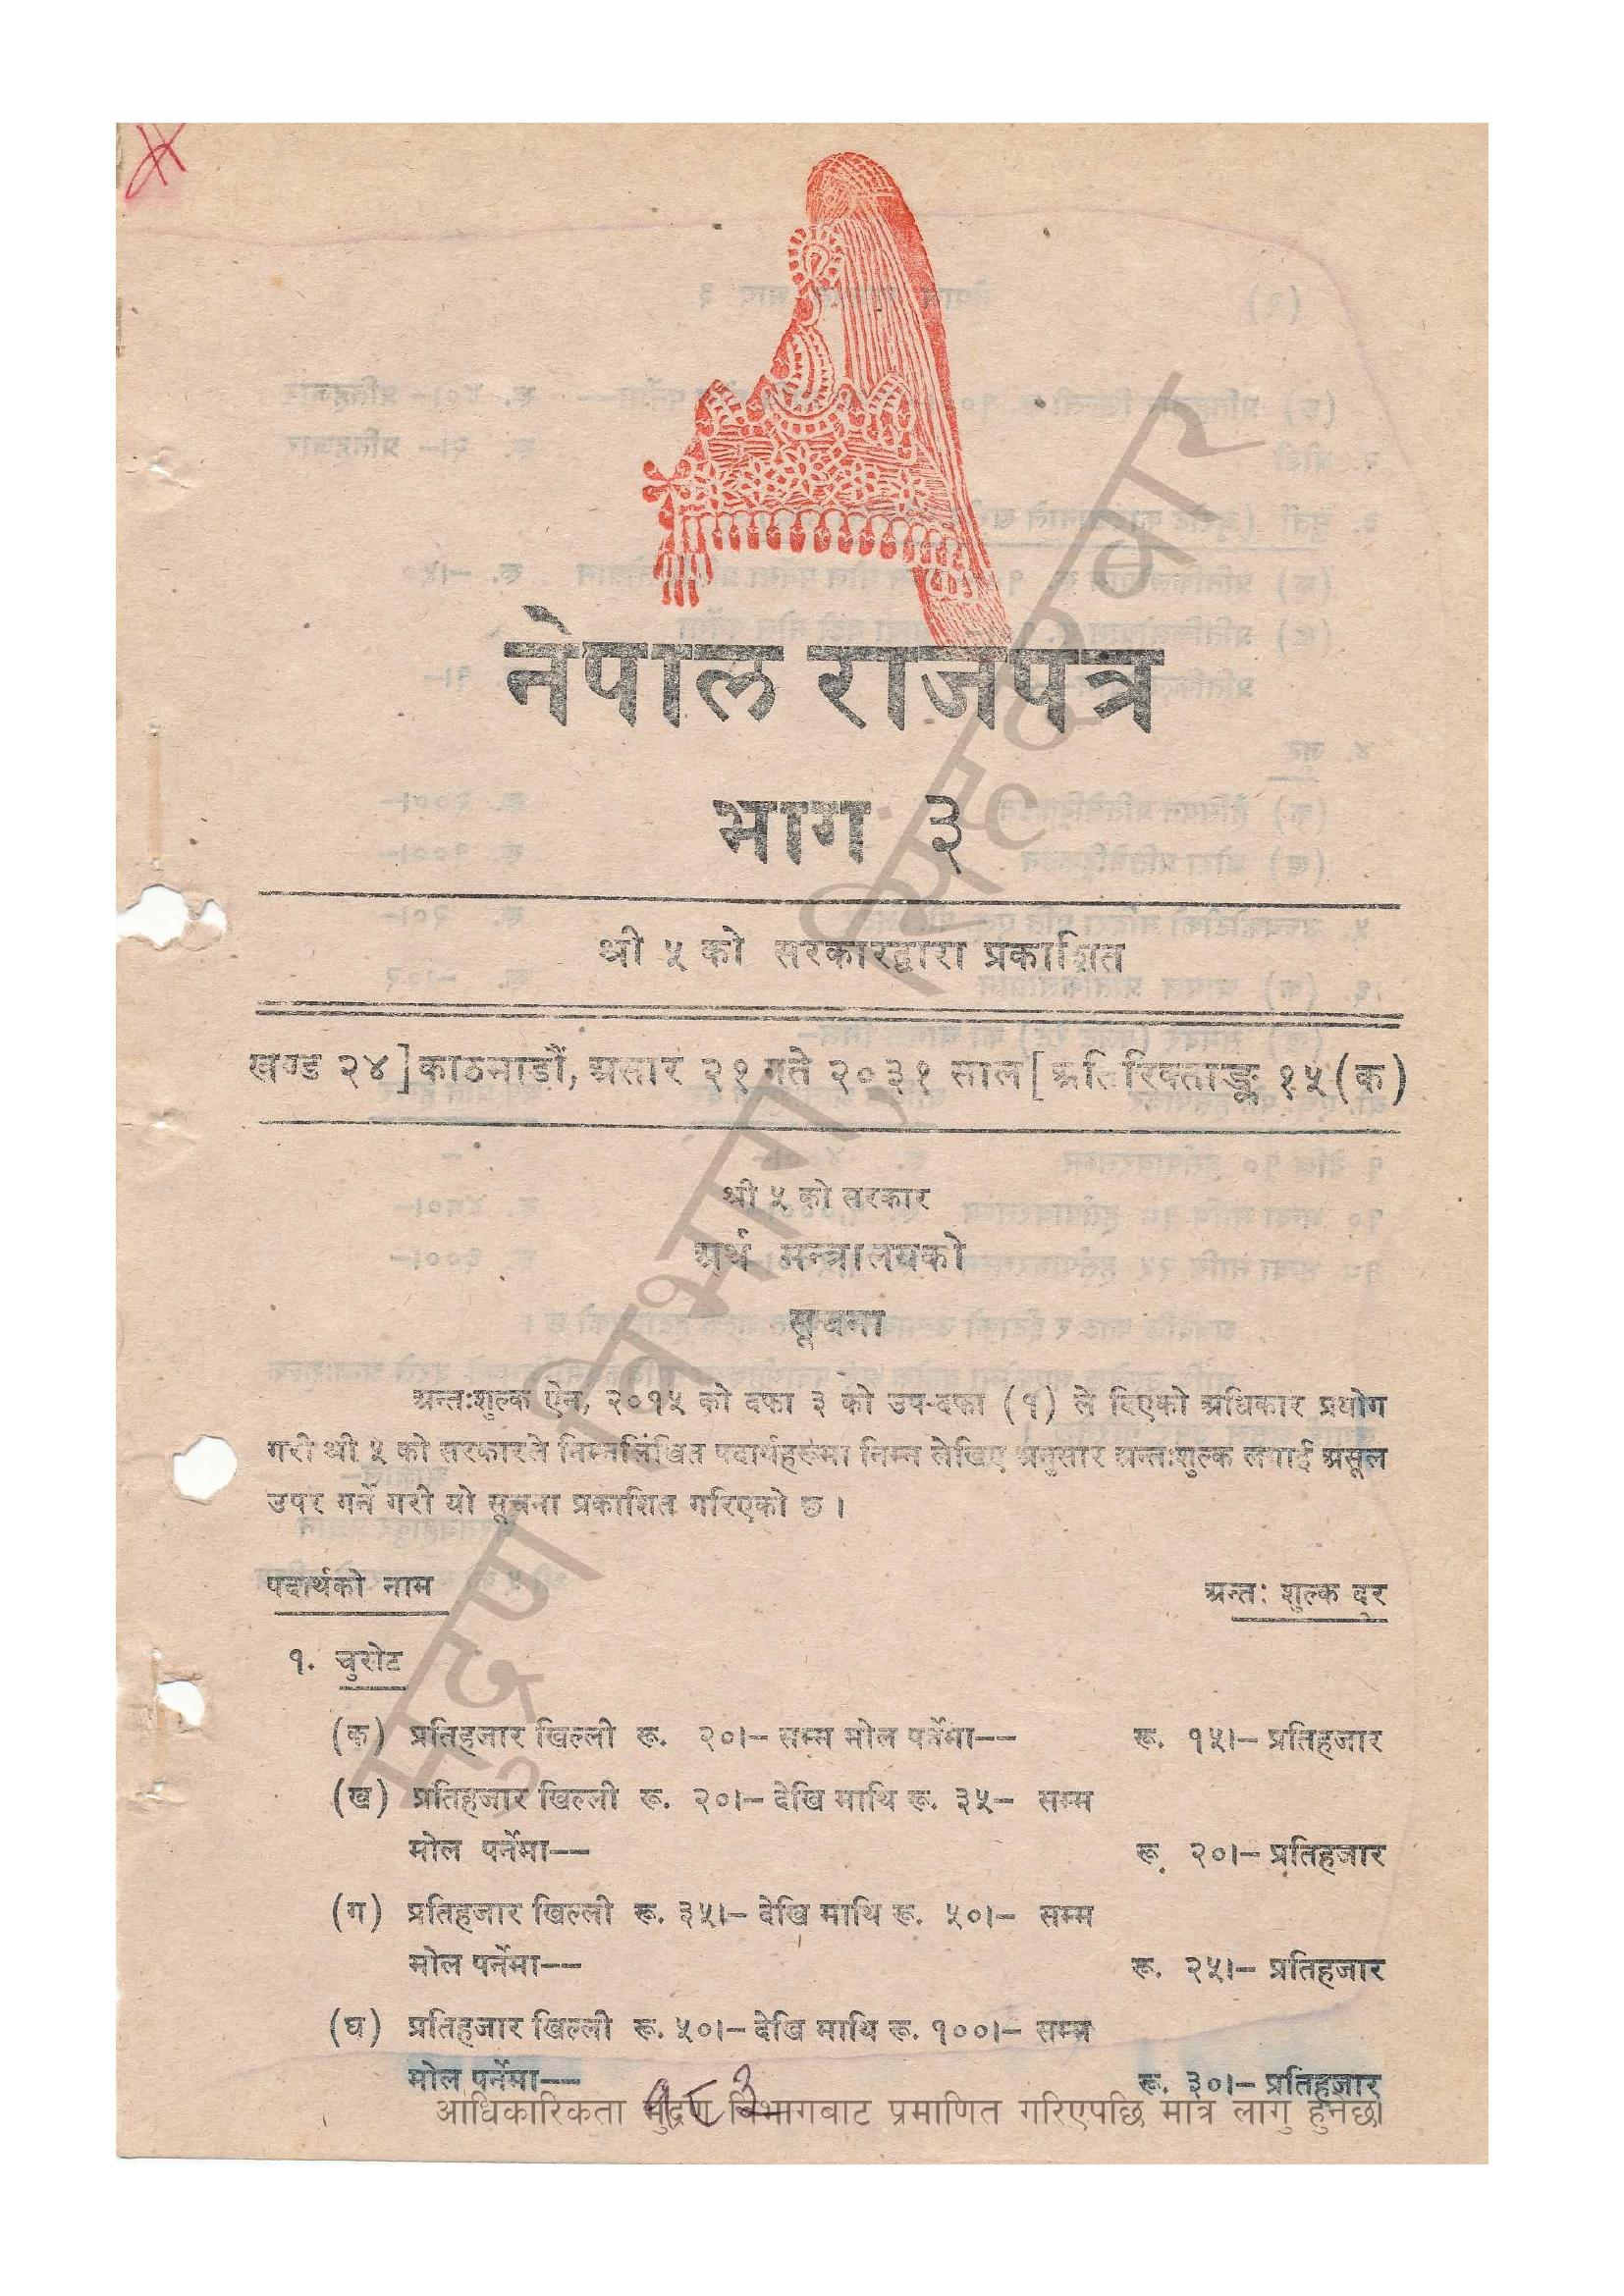 नेपाल राजपत्र
भाग ३
श्री ५ को सरकारद्वारा प्रकाशित
खण्ड २४] काठमाडौं, असार २१ गते २०३१ साल [अतिरिक्ताङ्क १५(क)
श्री ५ को सरकार
अर्थ मन्त्रालयको
सूचना
अन्तःशुल्क ऐन, २०१५ को दफा ३ को उप-दफा (१) ले दिएको अधिकार प्रयोग
गरी श्री ५ को सरकारले निम्नलिखित पदार्थहरूमा निम्न लेखिए अनुसार अन्तःशुल्क लगाई असूल
उपर गर्ने गरी यो सूचना प्रकाशित गरिएको छ ।
पदार्थको नाम अन्तः शुल्क दर
१. चुरोट
(क) प्रतिहजार खिल्ली रू. २०।– सम्म मोल पर्नेमा–– रू. १५।– प्रतिहजार
(ख) प्रतिहजार खिल्ली रू. २०।– देखि माथि रू. ३५– सम्म
मोल पर्नेमा–– रू. २०।– प्रतिहजार
(ग) प्रतिहजार खिल्ली रू. ३५।– देखि माथि रू. ५०।– सम्म
मोल पर्नेमा–– रू. २५।– प्रतिहजार
(घ) प्रतिहजार खिल्ली रू. ५०।– देखि माथि रू. १००।– सम्म
मोल पर्नेमा–– रू. ३०।– प्रतिहजार
१८३
आधिकारिकता मुद्रण विभागबाट प्रमाणित गरिएपछि मात्र लागु हुनेछ।
मुद्रण विभाग, सिंहदरबार